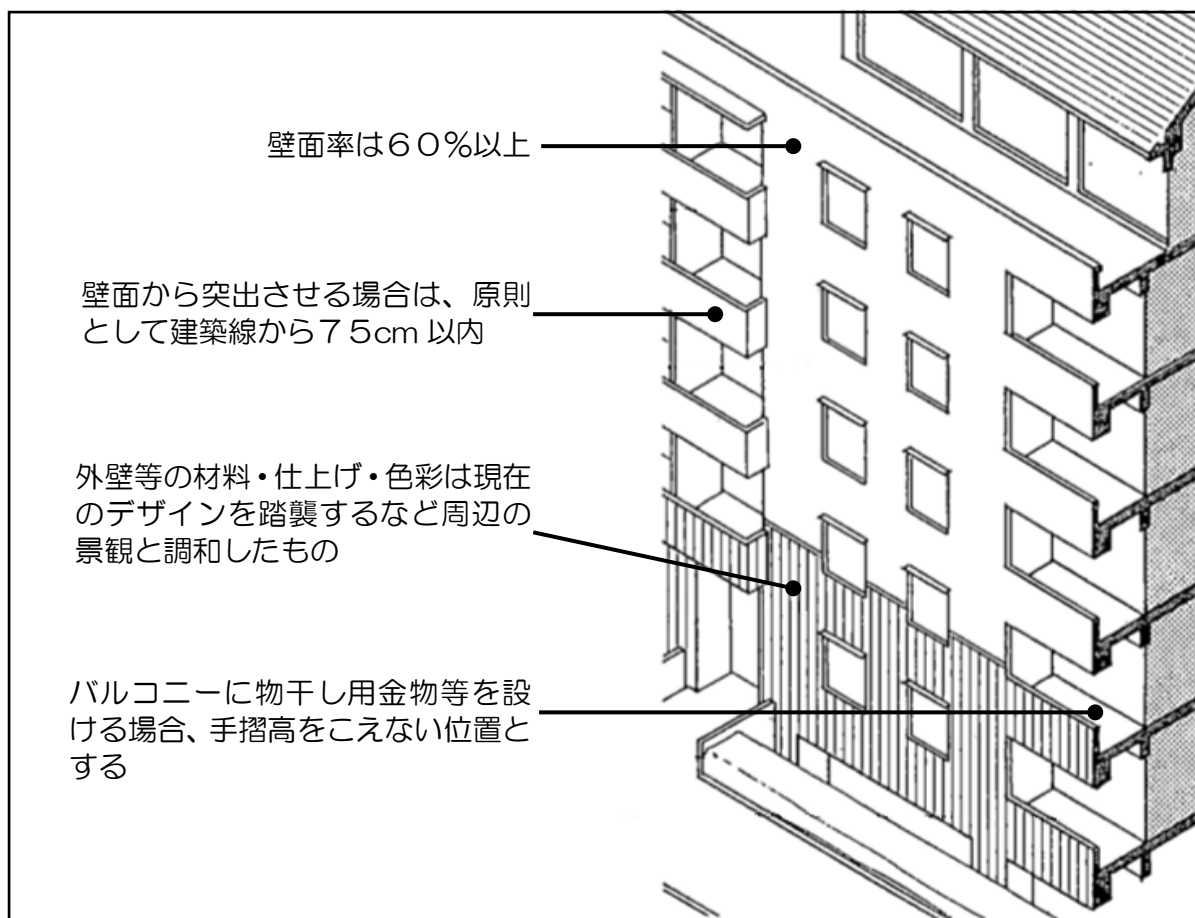 壁面率は６０％以上
壁面から突出させる場合は、原則
として建築線から７５cm 以内
外壁等の材料・仕上げ・色彩は現在
のデザインを踏襲するなど周辺の
景観と調和したもの
バルコニーに物干し用金物等を設
ける場合、手摺高をこえない位置と
する